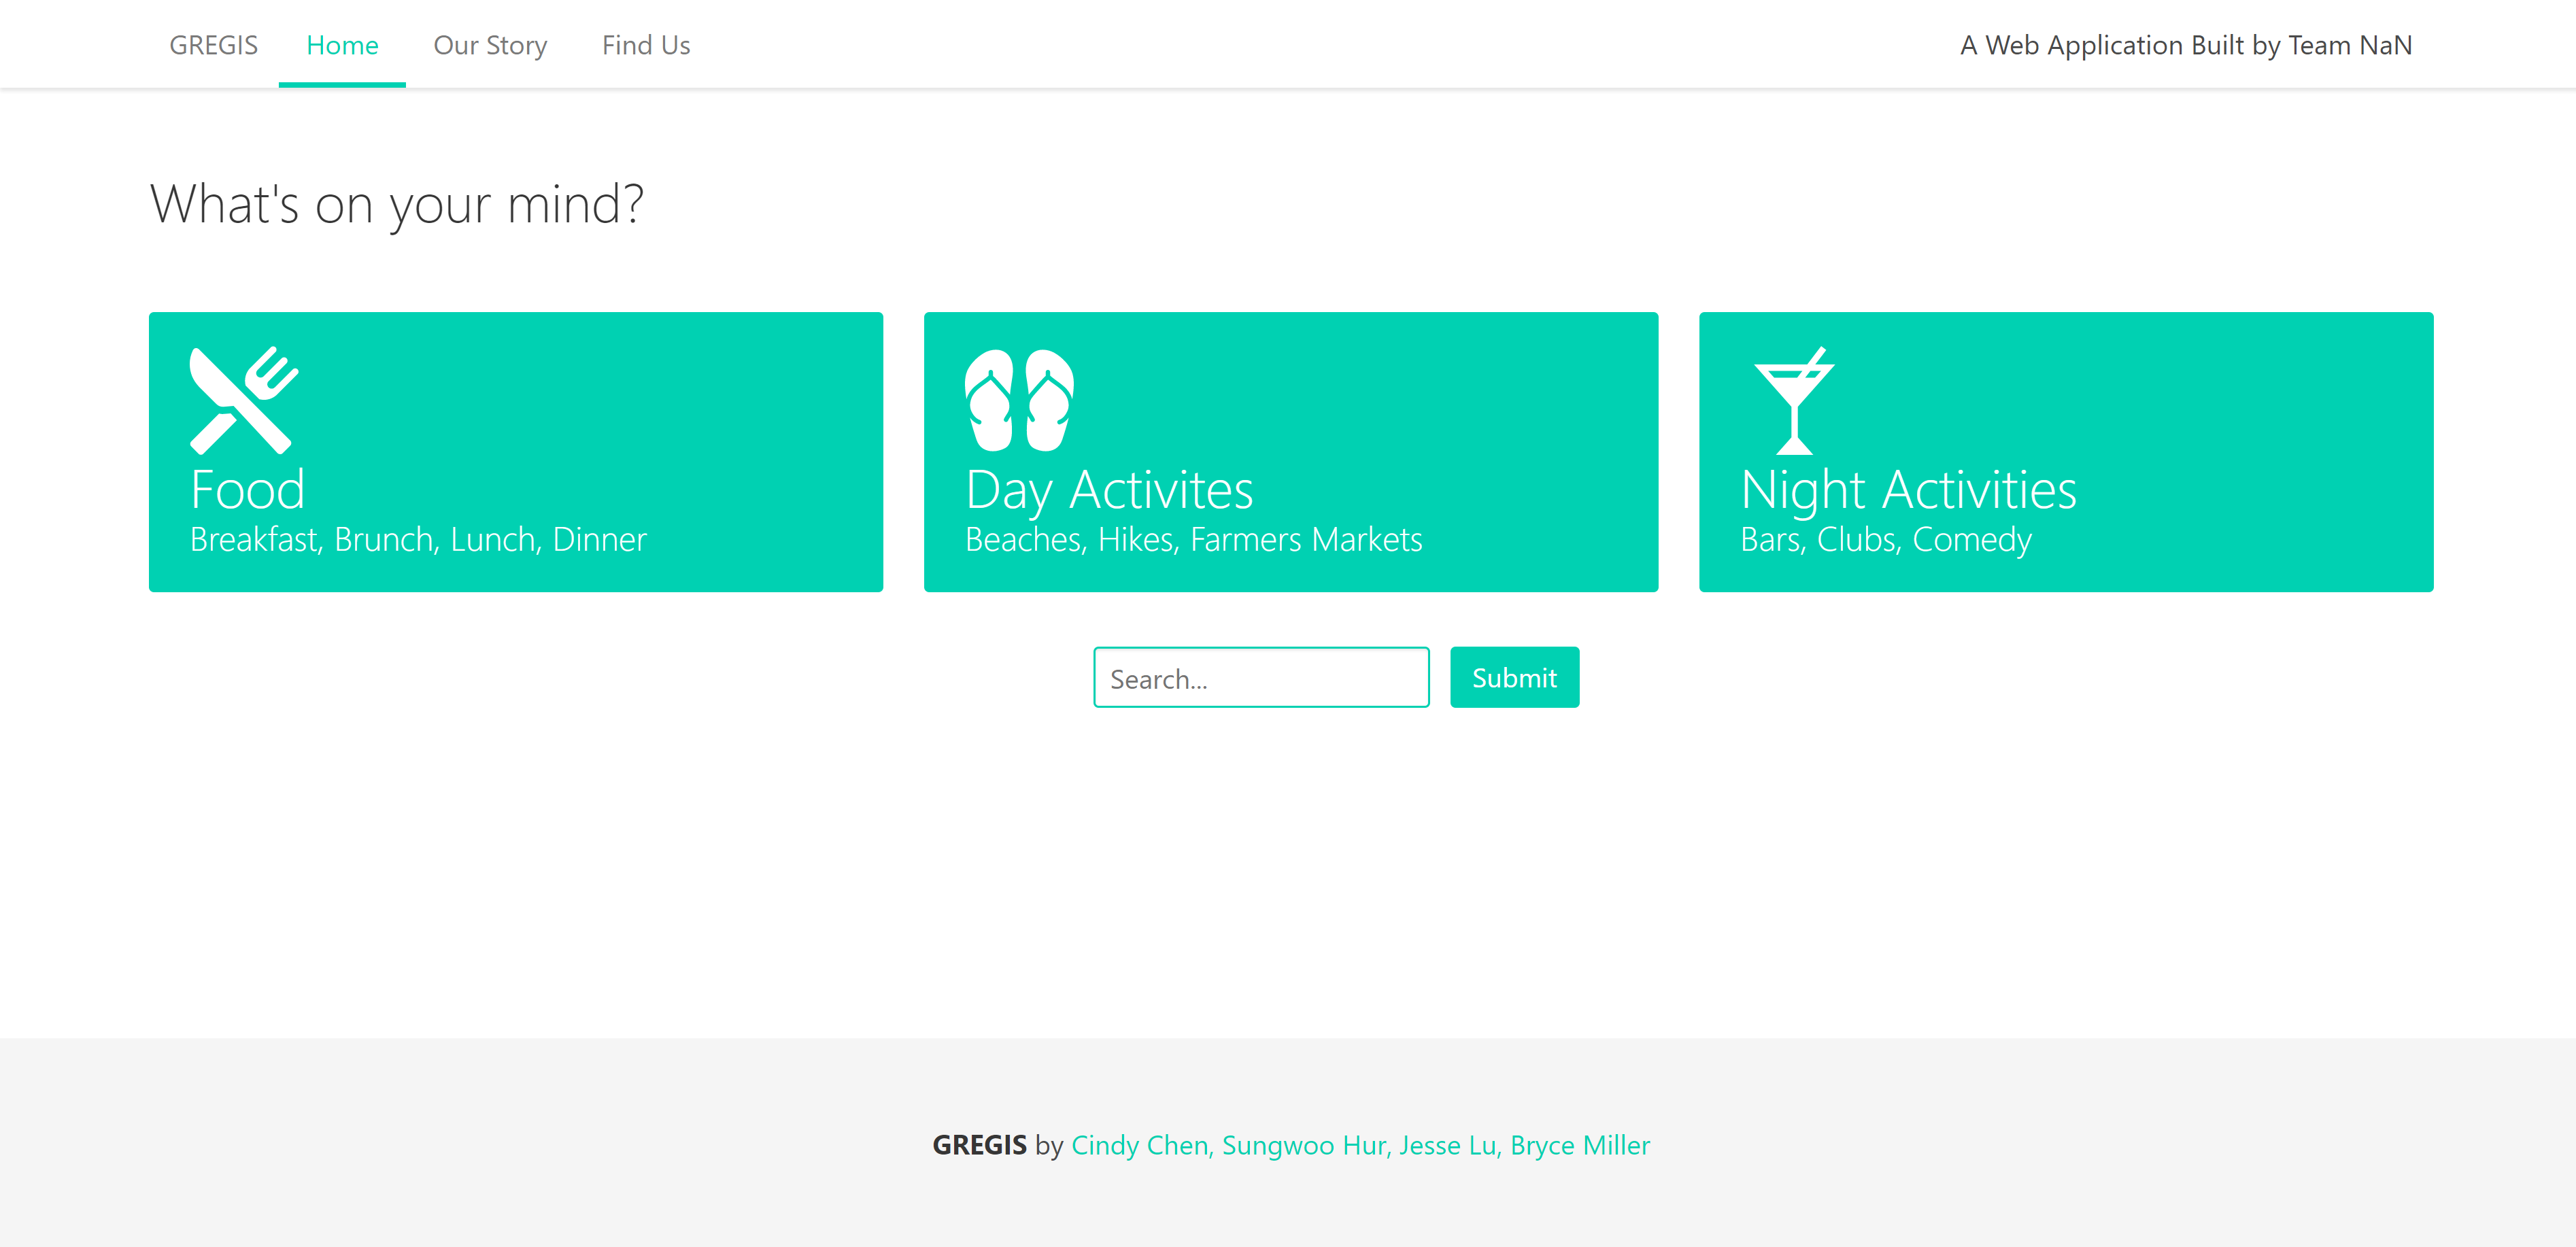 GREGIS Home Our Story Find Us A Web Application Built by Team NaN
What's on your mind?
Food
Breakfast, Brunch, Lunch, Dinner
Day Activites
Beaches, Hikes, Farmers Markets
Night Activities
Bars, Clubs, Comedy
Search... Submit
GREGIS by Cindy Chen, Sungwoo Hur, Jesse Lu, Bryce Miller